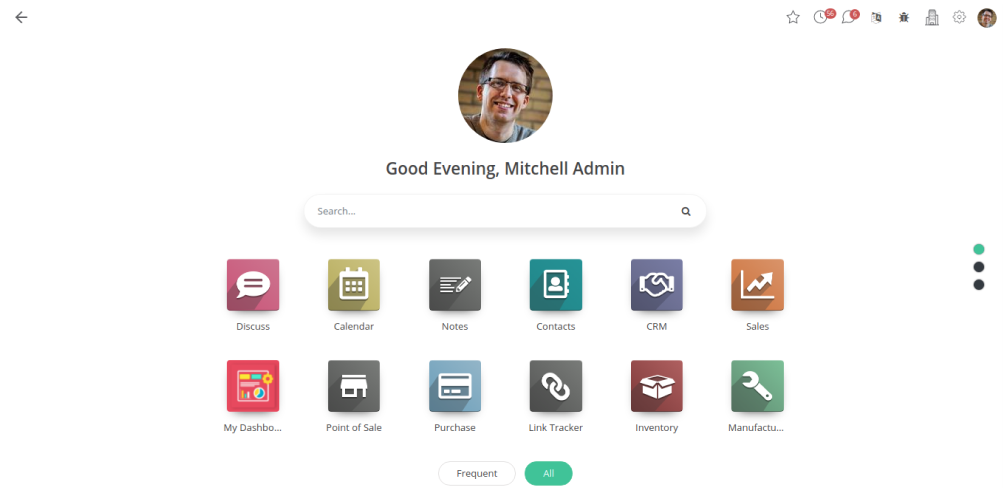 56
6
Good Evening, Mitchell Admin
Search...
Discuss
Calendar
Notes
Contacts
CRM
Sales
My Dashbo...
Point of Sale
Purchase
Link Tracker
Inventory
Manufactu...
Frequent
All